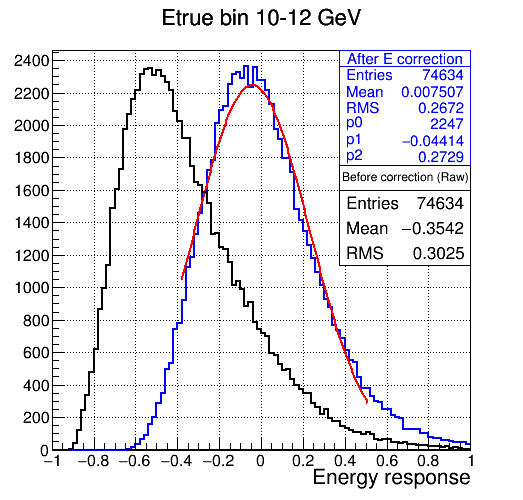 Etrue bin 10-12 GeV
After E correction
Entries 74634
Mean 0.007507
RMS 0.2672
p0 2247
p1 −0.04414
p2 0.2729
Before correction (Raw)
Entries 74634
Mean −0.3542
RMS 0.3025
2400
2200
2000
1800
1600
1400
1200
1000
800
600
400
200
0
−1 −0.8 −0.6 −0.4 −0.2 0 0.2 0.4 0.6 0.8 1
Energy response